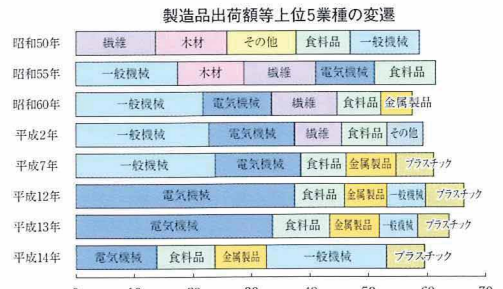 製造品出荷額等上位5業種の変遷
昭和50年 繊維 木材 その他 食料品 一般機械
昭和55年 一般機械 木材 繊維 電気機械 食料品
昭和60年 一般機械 電気機械 繊維 食料品 金属製品
平成2年 一般機械 電気機械 繊維 食料品 その他
平成7年 一般機械 電気機械 食料品 金属製品 プラスチック
平成12年 電気機械 食料品 金属製品 一般機械 プラスチック
平成13年 電気機械 食料品 金属製品 一般機械 プラスチック
平成14年 電気機械 食料品 金属製品 一般機械 プラスチック